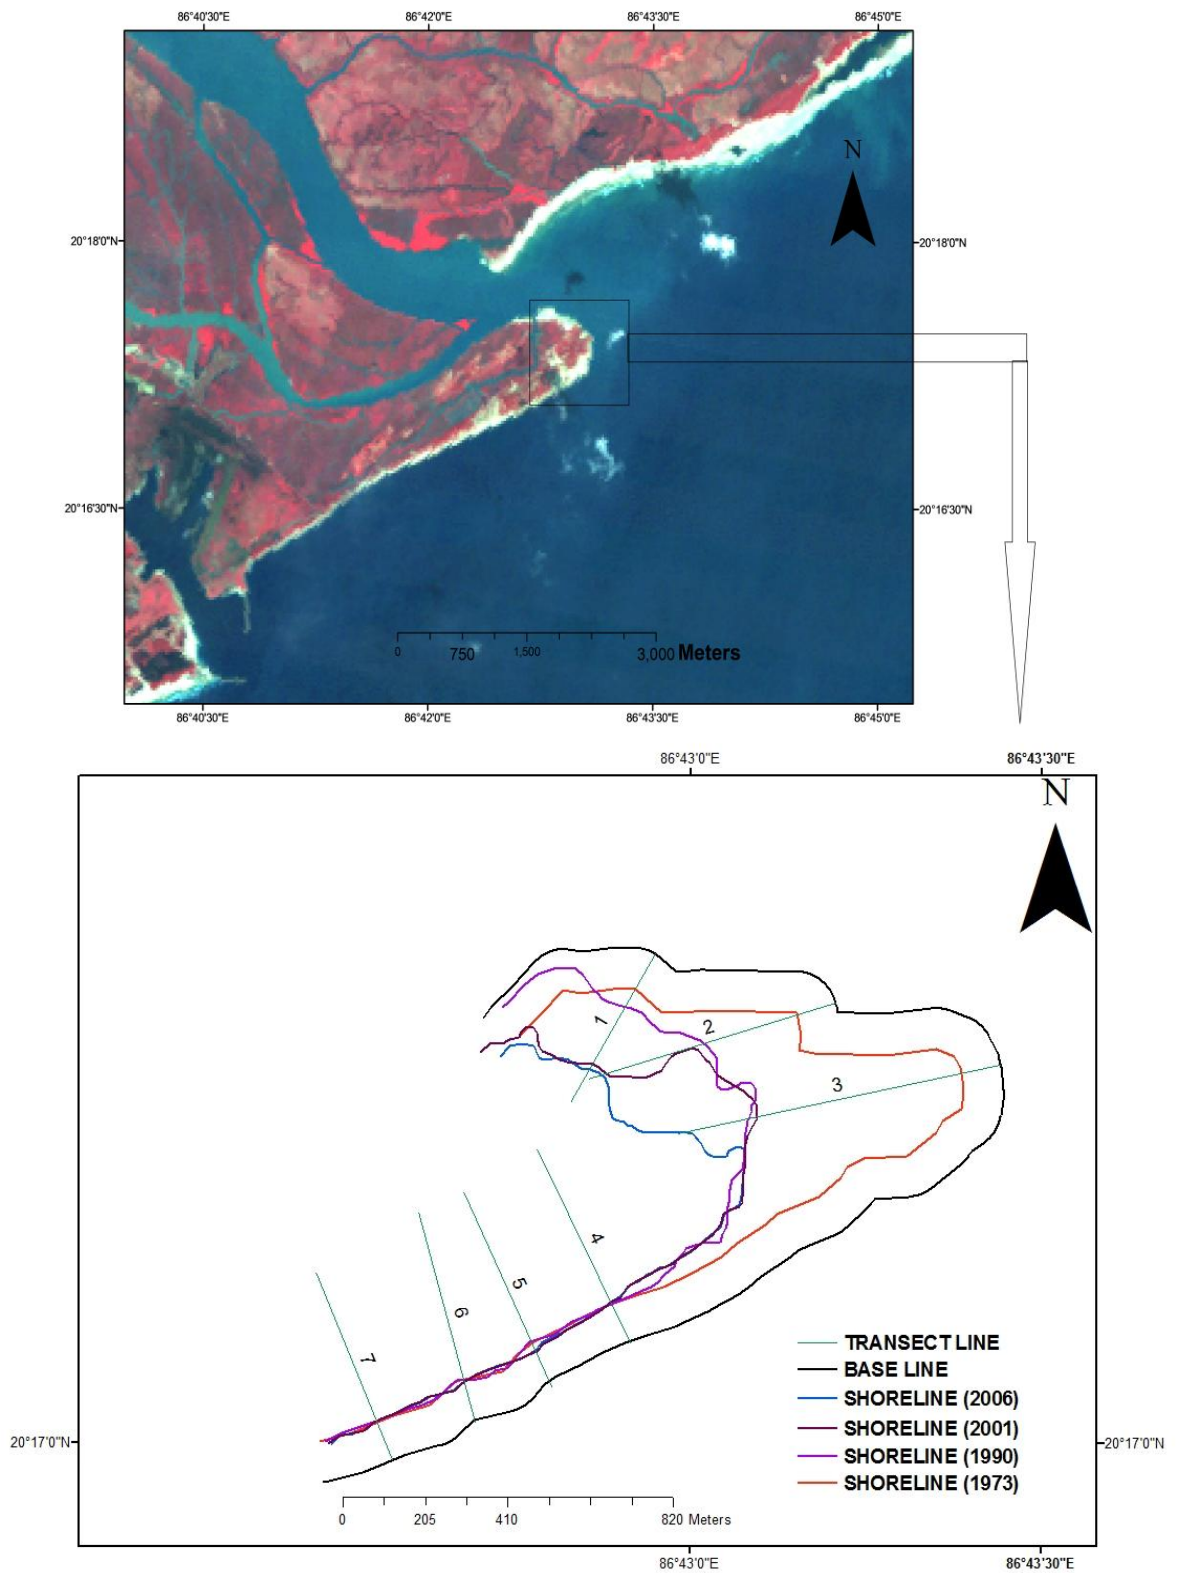 86°40'30"E 86°42'0"E 86°43'30"E 86°45'0"E
N
20°18'0"N 20°18'0"N
20°16'30"N 20°16'30"N
0 750 1,500 3,000 Meters
86°40'30"E 86°42'0"E 86°43'30"E 86°45'0"E
86°43'0"E 86°43'30"E
N
1
2
3
4
5
6
7
TRANSECT LINE
BASE LINE
SHORELINE (2006)
SHORELINE (2001)
20°17'0"N 20°17'0"N
SHORELINE (1990)
SHORELINE (1973)
0 205 410 820 Meters
86°43'0"E 86°43'30"E